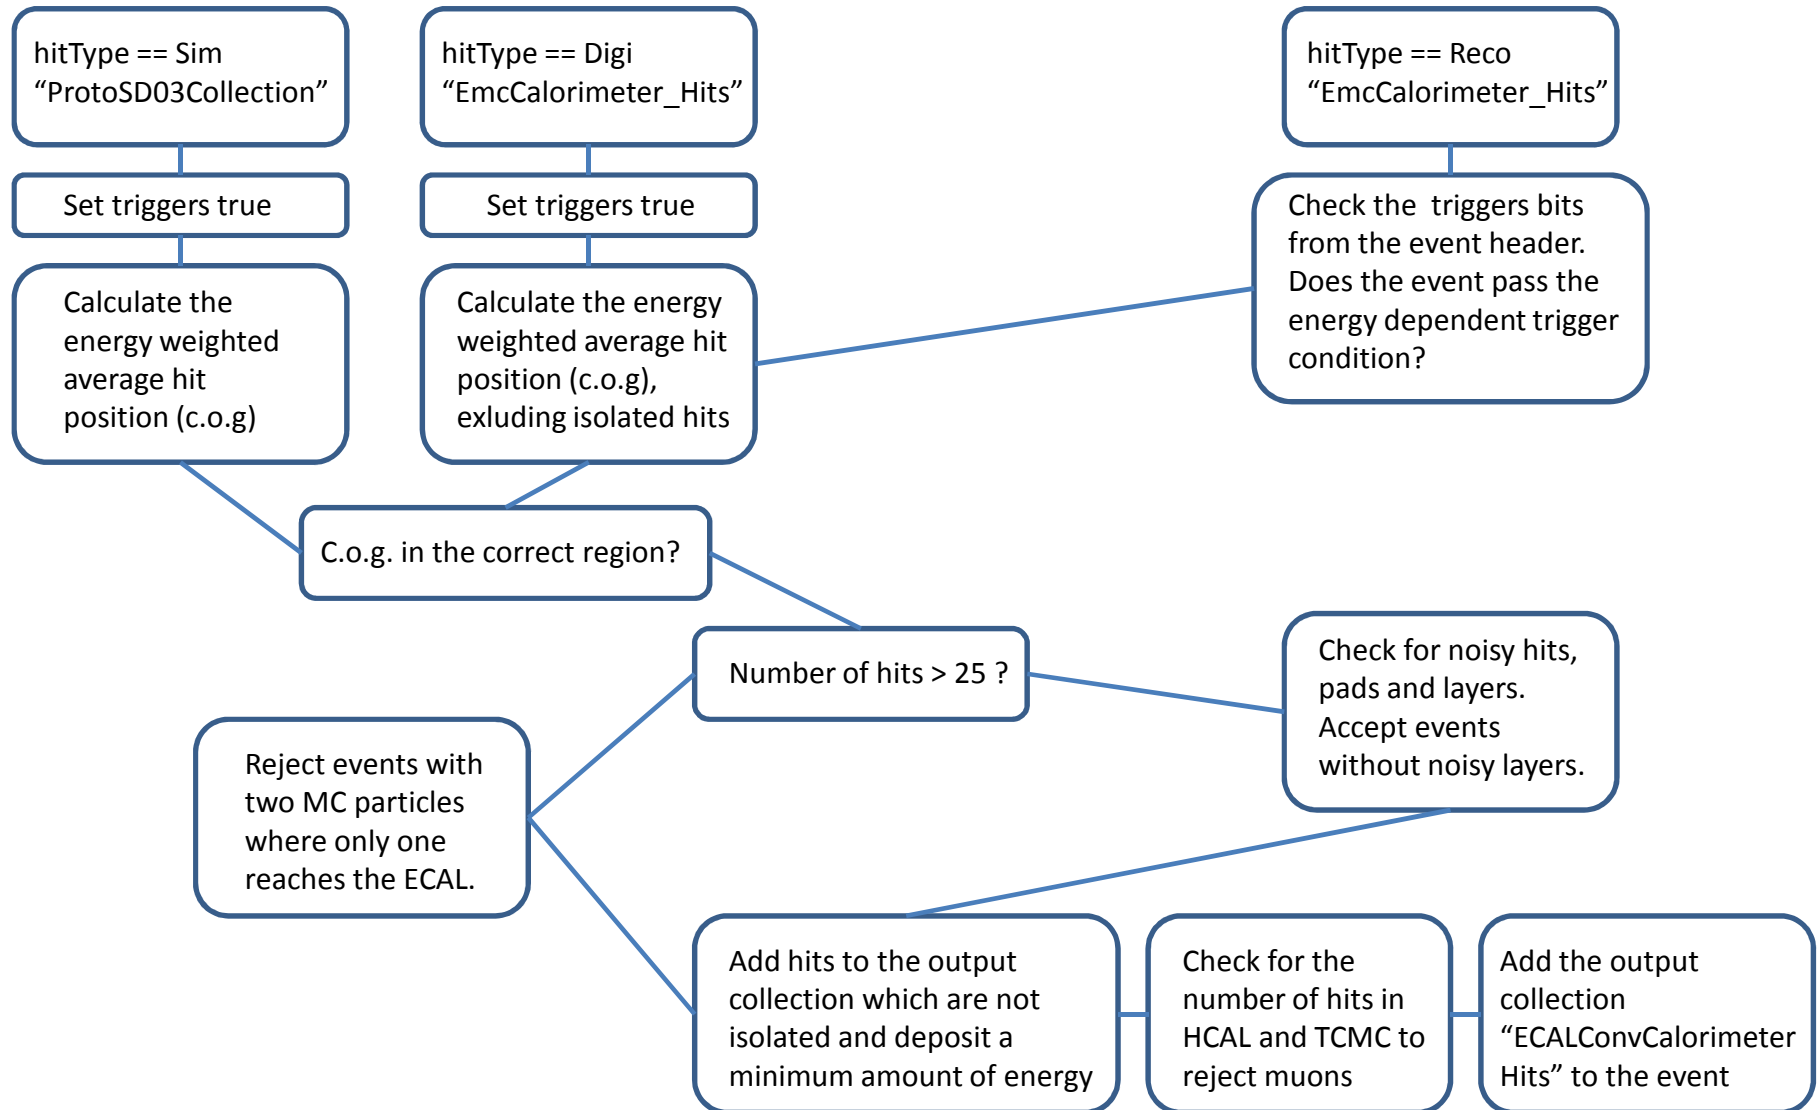 hitType == Sim
“ProtoSD03Collection”
hitType == Digi
“EmcCalorimeter_Hits”
hitType == Reco
“EmcCalorimeter_Hits”
Set triggers true
Set triggers true
Check the  triggers bits
from the event header.
Does the event pass the
energy dependent trigger
condition?
Calculate the
energy weighted
average hit
position (c.o.g)
Calculate the energy
weighted average hit
position (c.o.g),
exluding isolated hits
C.o.g. in the correct region?
Number of hits > 25 ?
Check for noisy hits,
pads and layers.
Accept events
without noisy layers.
Reject events with
two MC particles
where only one
reaches the ECAL.
Add hits to the output
collection which are not
isolated and deposit a
minimum amount of energy
Check for the
number of hits in
HCAL and TCMC to
reject muons
Add the output
collection
“ECALConvCalorimeter
Hits” to the event